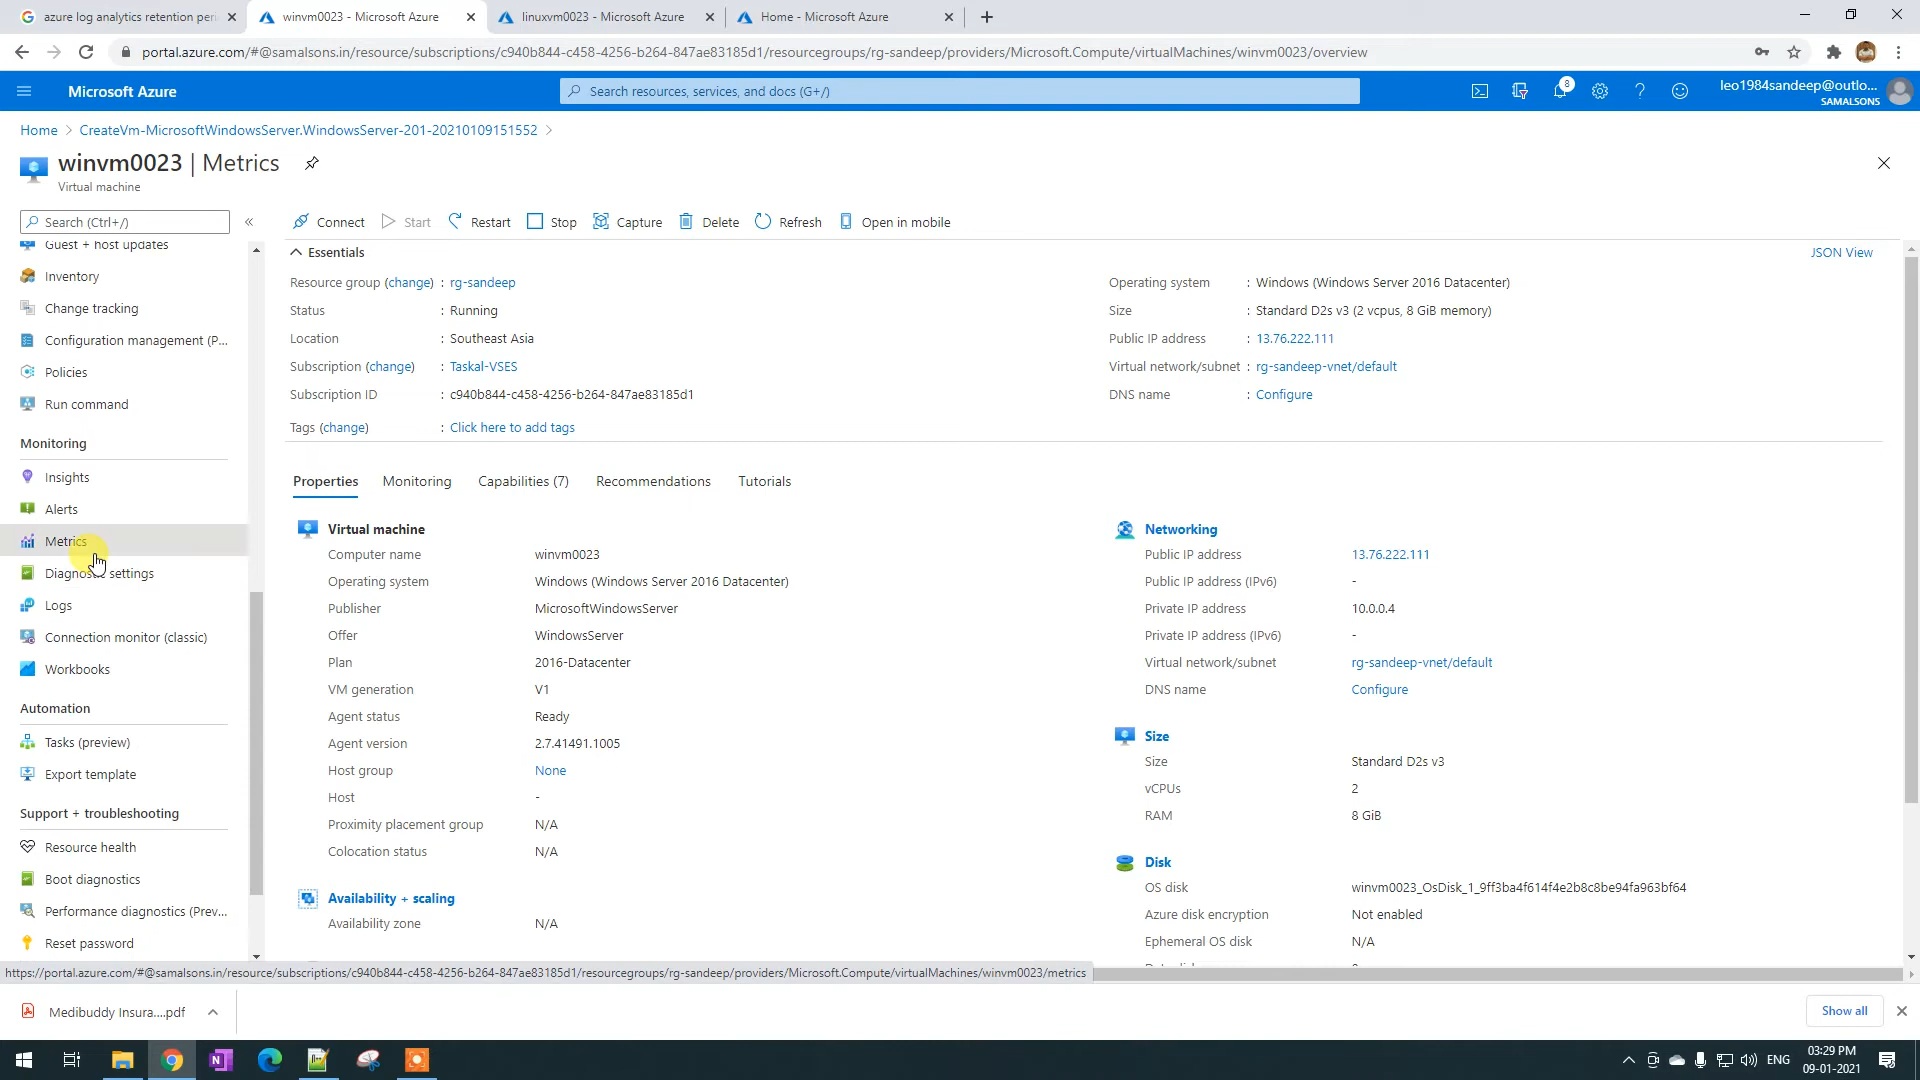 azure log analytics retention per
winvm0023 - Microsoft Azure
linuxvm0023 - Microsoft Azure
Home - Microsoft Azure
portal.azure.com/#@samalsons.in/resource/subscriptions/c940b844-c458-4256-b264-847ae83185d1/resourcegroups/rg-sandeep/providers/Microsoft.Compute/virtualMachines/winvm0023/overview
Microsoft Azure
Search resources, services, and docs (G+/)
8
leo1984sandeep@outlo...
SAMALSONS
Home > CreateVm-MicrosoftWindowsServer.WindowsServer-201-20210109151552 >
winvm0023 | Metrics
Virtual machine
Search (Ctrl+/)
«
Connect
Start
Restart
Stop
Capture
Delete
Refresh
Open in mobile
Guest + host updates
Inventory
Change tracking
Configuration management (P...
Policies
Run command
Monitoring
Insights
Alerts
Metrics
Diagnostic settings
Logs
Connection monitor (classic)
Workbooks
Automation
Tasks (preview)
Export template
Support + troubleshooting
Resource health
Boot diagnostics
Performance diagnostics (Prev...
Reset password
Essentials
JSON View
Resource group (change) : rg-sandeep
Status : Running
Location : Southeast Asia
Subscription (change) : Taskal-VSES
Subscription ID : c940b844-c458-4256-b264-847ae83185d1
Tags (change) : Click here to add tags
Operating system : Windows (Windows Server 2016 Datacenter)
Size : Standard D2s v3 (2 vcpus, 8 GiB memory)
Public IP address : 13.76.222.111
Virtual network/subnet : rg-sandeep-vnet/default
DNS name : Configure
Properties
Monitoring
Capabilities (7)
Recommendations
Tutorials
Virtual machine
Computer name winvm0023
Operating system Windows (Windows Server 2016 Datacenter)
Publisher MicrosoftWindowsServer
Offer WindowsServer
Plan 2016-Datacenter
VM generation V1
Agent status Ready
Agent version 2.7.41491.1005
Host group None
Host -
Proximity placement group N/A
Colocation status N/A
Availability + scaling
Availability zone N/A
Networking
Public IP address 13.76.222.111
Public IP address (IPv6) -
Private IP address 10.0.0.4
Private IP address (IPv6) -
Virtual network/subnet rg-sandeep-vnet/default
DNS name Configure
Size
Size Standard D2s v3
vCPUs 2
RAM 8 GiB
Disk
OS disk winvm0023_OsDisk_1_9ff3ba4f614f4e2b8c8be94fa963bf64
Azure disk encryption Not enabled
Ephemeral OS disk N/A
https://portal.azure.com/#@samalsons.in/resource/subscriptions/c940b844-c458-4256-b264-847ae83185d1/resourcegroups/rg-sandeep/providers/Microsoft.Compute/virtualMachines/winvm0023/metrics
Medibuddy Insura....pdf
Show all
ENG
03:29 PM
09-01-2021